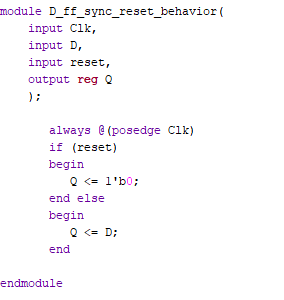 module D_ff_sync_reset_behavior(
    input Clk,
    input D,
    input reset,
    output reg Q
    );

       always @(posedge Clk)
       if (reset)
       begin
          Q <= 1'b0;
       end else
       begin
          Q <= D;
       end

endmodule